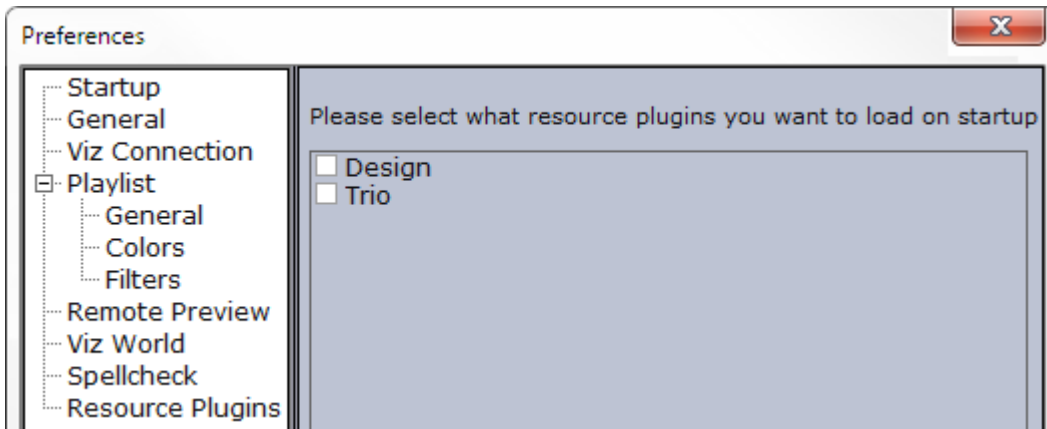 Preferences
Startup
General
Viz Connection
Playlist
General
Colors
Filters
Remote Preview
Viz World
Spellcheck
Resource Plugins
Please select what resource plugins you want to load on startup
Design
Trio